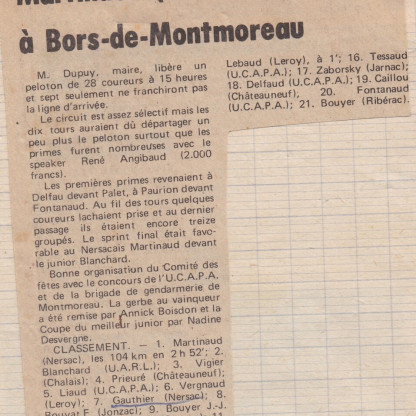 à Bors-de-Montmoreau
M. Dupuy, maire, libère un
peloton de 28 coureurs à 15 heures
et sept seulement ne franchiront pas
la ligne d'arrivée.
Le circuit est assez sélectif mais les
dix tours auraient dû départager un
peu plus le peloton surtout que les
primes furent nombreuses avec le
speaker René Angibaud (2.000
francs).
Les premières primes revenaient à
Delfau devant Palet, à Paurion devant
Fontanaud. Au fil des tours quelques
coureurs lachaient prise et au dernier
passage ils étaient encore treize
groupés. Le sprint final était favo-
rable au Nersacais Martinaud devant
le junior Blanchard.
Bonne organisation du Comité des
fêtes avec le concours de l'U.C.A.P.A.
et de la brigade de gendarmerie de
Montmoreau. La gerbe au vainqueur
a été remise par Annick Boisdon et la
Coupe du meilleur junior par Nadine
Desvergne.
CLASSEMENT. — 1. Martinaud
(Nersac), les 104 km en 2 h 52'; 2.
Blanchard (U.A.R.L.); 3. Vigier
(Chalais); 4. Prieuré (Châteauneuf);
5. Liaud (U.C.A.P.A.); 6. Vergnaud
(Leroy); 7. Gauthier (Nersac); 8.
Rouyat F. (Jonzac); 9. Bouyer J.-J.
Lebaud (Leroy), à 1'; 16. Tessaud
(U.C.A.P.A.); 17. Zaborsky (Jarnac);
18. Delfaud (U.C.A.P.A.); 19. Caillou
(Châteauneuf); 20. Fontanaud
(U.C.A.P.A.); 21. Bouyer (Ribérac).